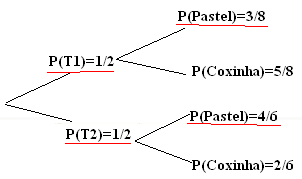 P(Pastel)=3/8
P(T1)=1/2
P(Coxinha)=5/8
P(Pastel)=4/6
P(T2)=1/2
P(Coxinha)=2/6